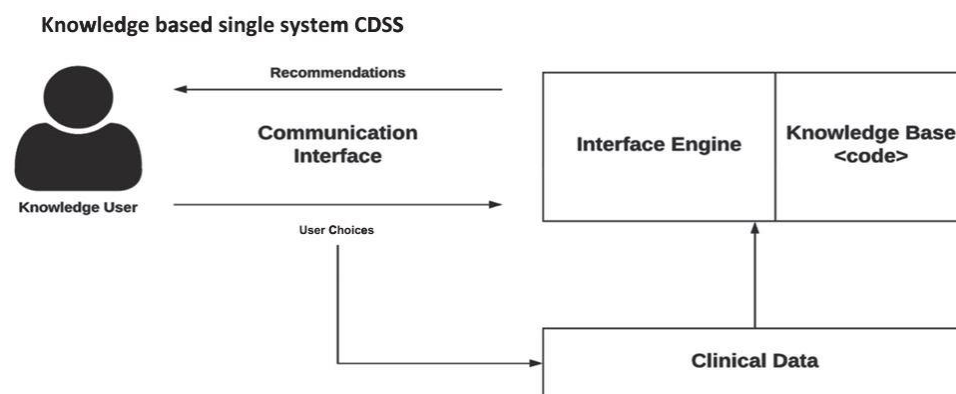 Knowledge based single system CDSS
Recommendations
Communication
Interface
Knowledge User
User Choices
Interface Engine
Knowledge Base
<code>
Clinical Data